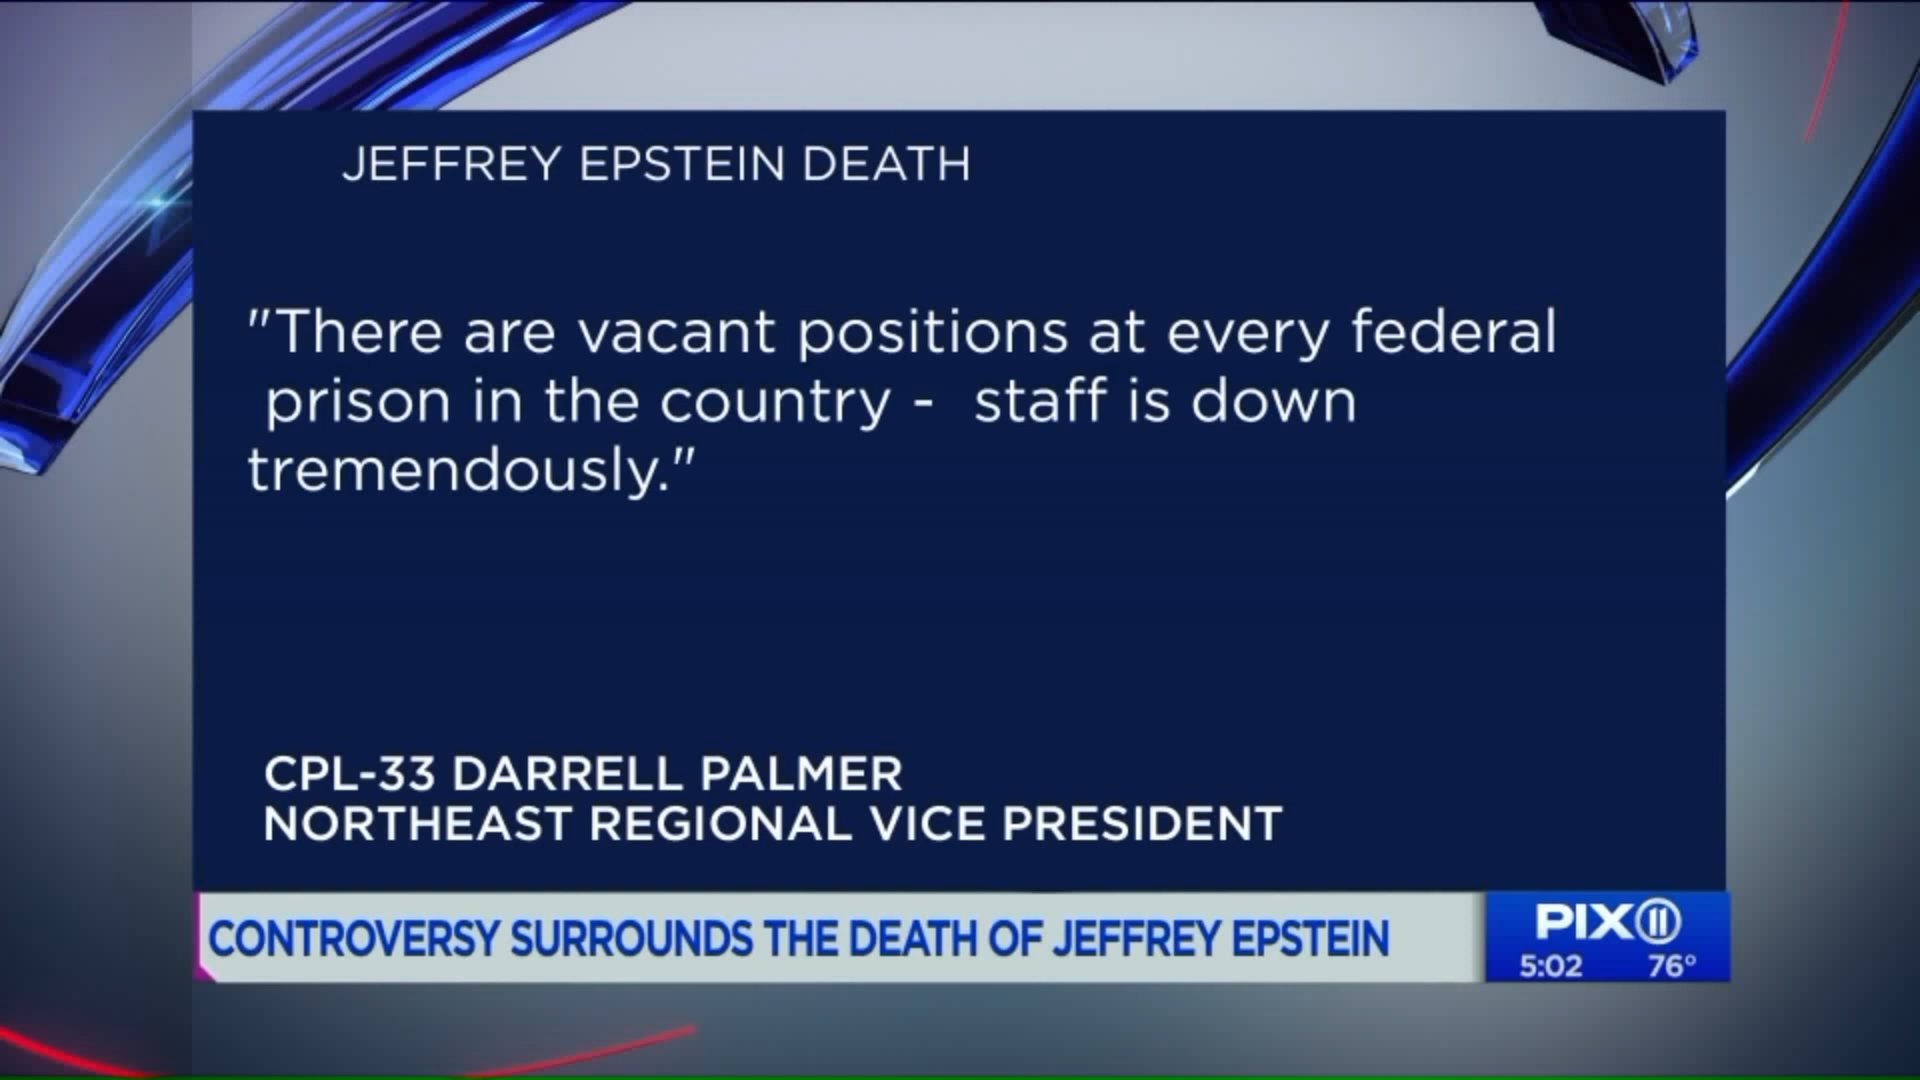 JEFFREY EPSTEIN DEATH
"There are vacant positions at every federal
prison in the country - staff is down
tremendously."
CPL-33 DARRELL PALMER
NORTHEAST REGIONAL VICE PRESIDENT
CONTROVERSY SURROUNDS THE DEATH OF JEFFREY EPSTEIN
PIX11
5:02 76°